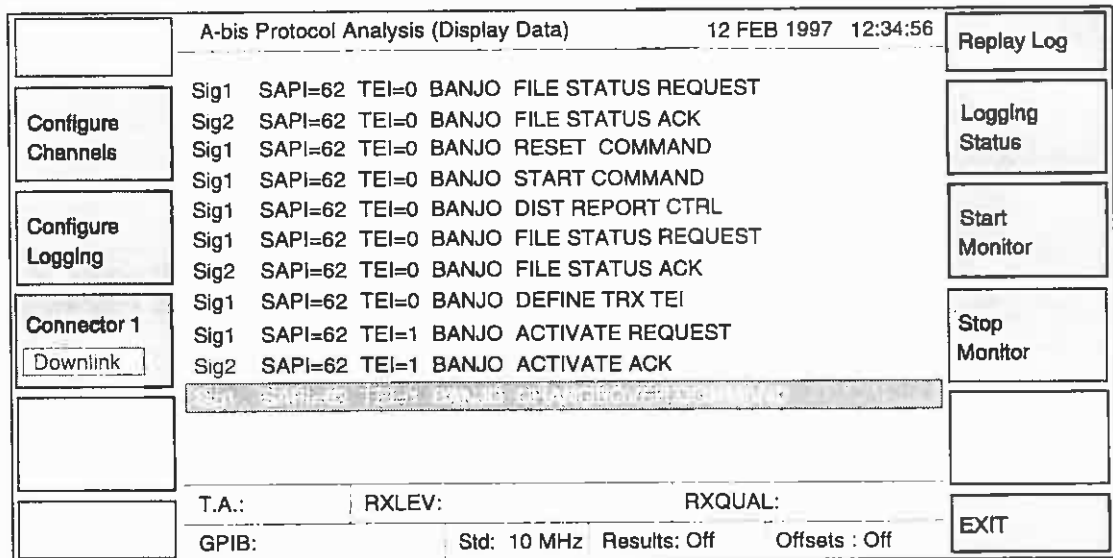 A-bis Protocol Analysis (Display Data) 12 FEB 1997 12:34:56
Replay Log
Configure
Channels
Configure
Logging
Connector 1
Downlink
Sig1 SAPI=62 TEI=0 BANJO FILE STATUS REQUEST
Sig2 SAPI=62 TEI=0 BANJO FILE STATUS ACK
Sig1 SAPI=62 TEI=0 BANJO RESET COMMAND
Sig1 SAPI=62 TEI=0 BANJO START COMMAND
Sig1 SAPI=62 TEI=0 BANJO DIST REPORT CTRL
Sig1 SAPI=62 TEI=0 BANJO FILE STATUS REQUEST
Sig2 SAPI=62 TEI=0 BANJO FILE STATUS ACK
Sig1 SAPI=62 TEI=0 BANJO DEFINE TRX TEI
Sig1 SAPI=62 TEI=1 BANJO ACTIVATE REQUEST
Sig2 SAPI=62 TEI=1 BANJO ACTIVATE ACK
Logging
Status
Start
Monitor
Stop
Monitor
T.A.: RXLEV: RXQUAL:
GPIB: Std: 10 MHz Results: Off Offsets : Off
EXIT